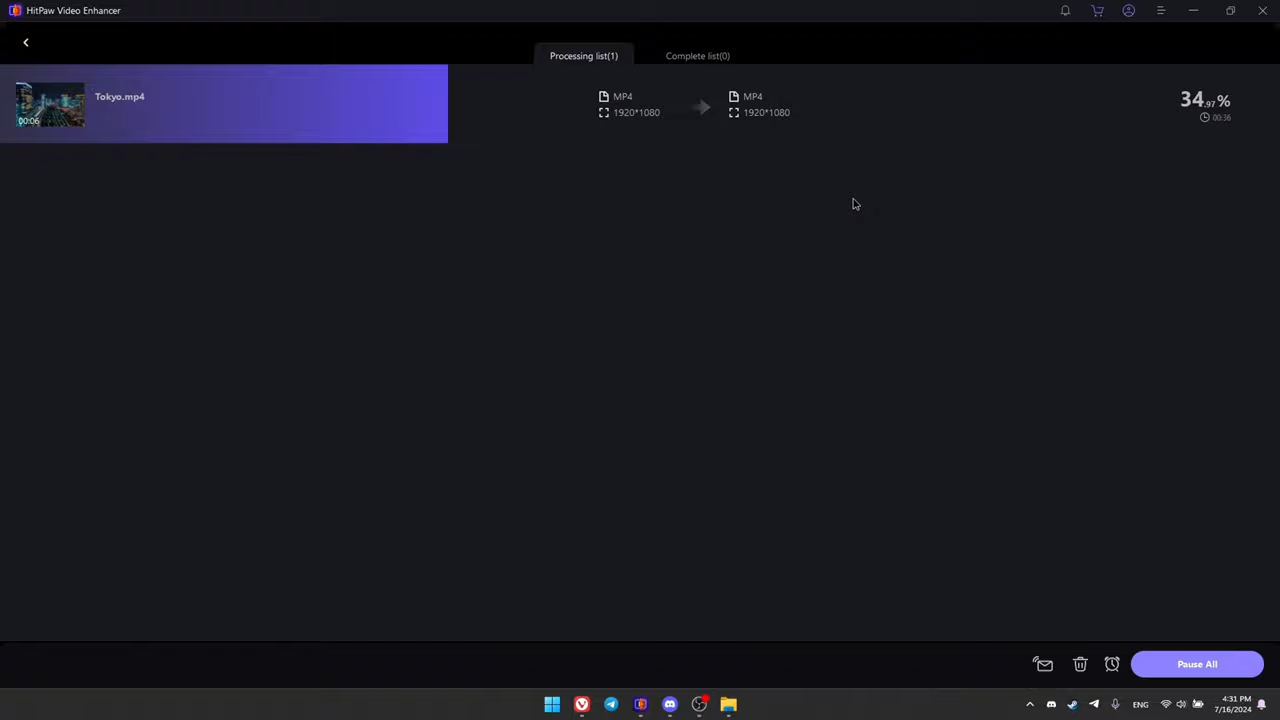 HitPaw Video Enhancer
Processing list(1)
Complete list(0)
Tokyo.mp4
00:06
MP4
1920*1080
MP4
1920*1080
34.97%
00:36
Pause All
ENG
4:31 PM
7/16/2024